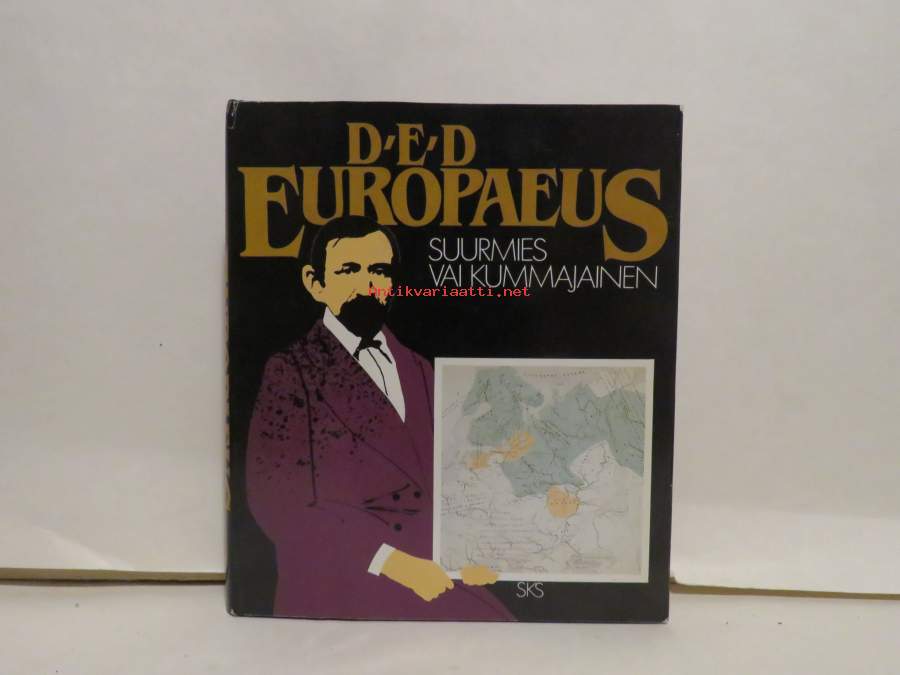 D·E·D
EUROPAEUS
SUURMIES
VAI KUMMAJAINEN
Antikvariaatti.net
SKS